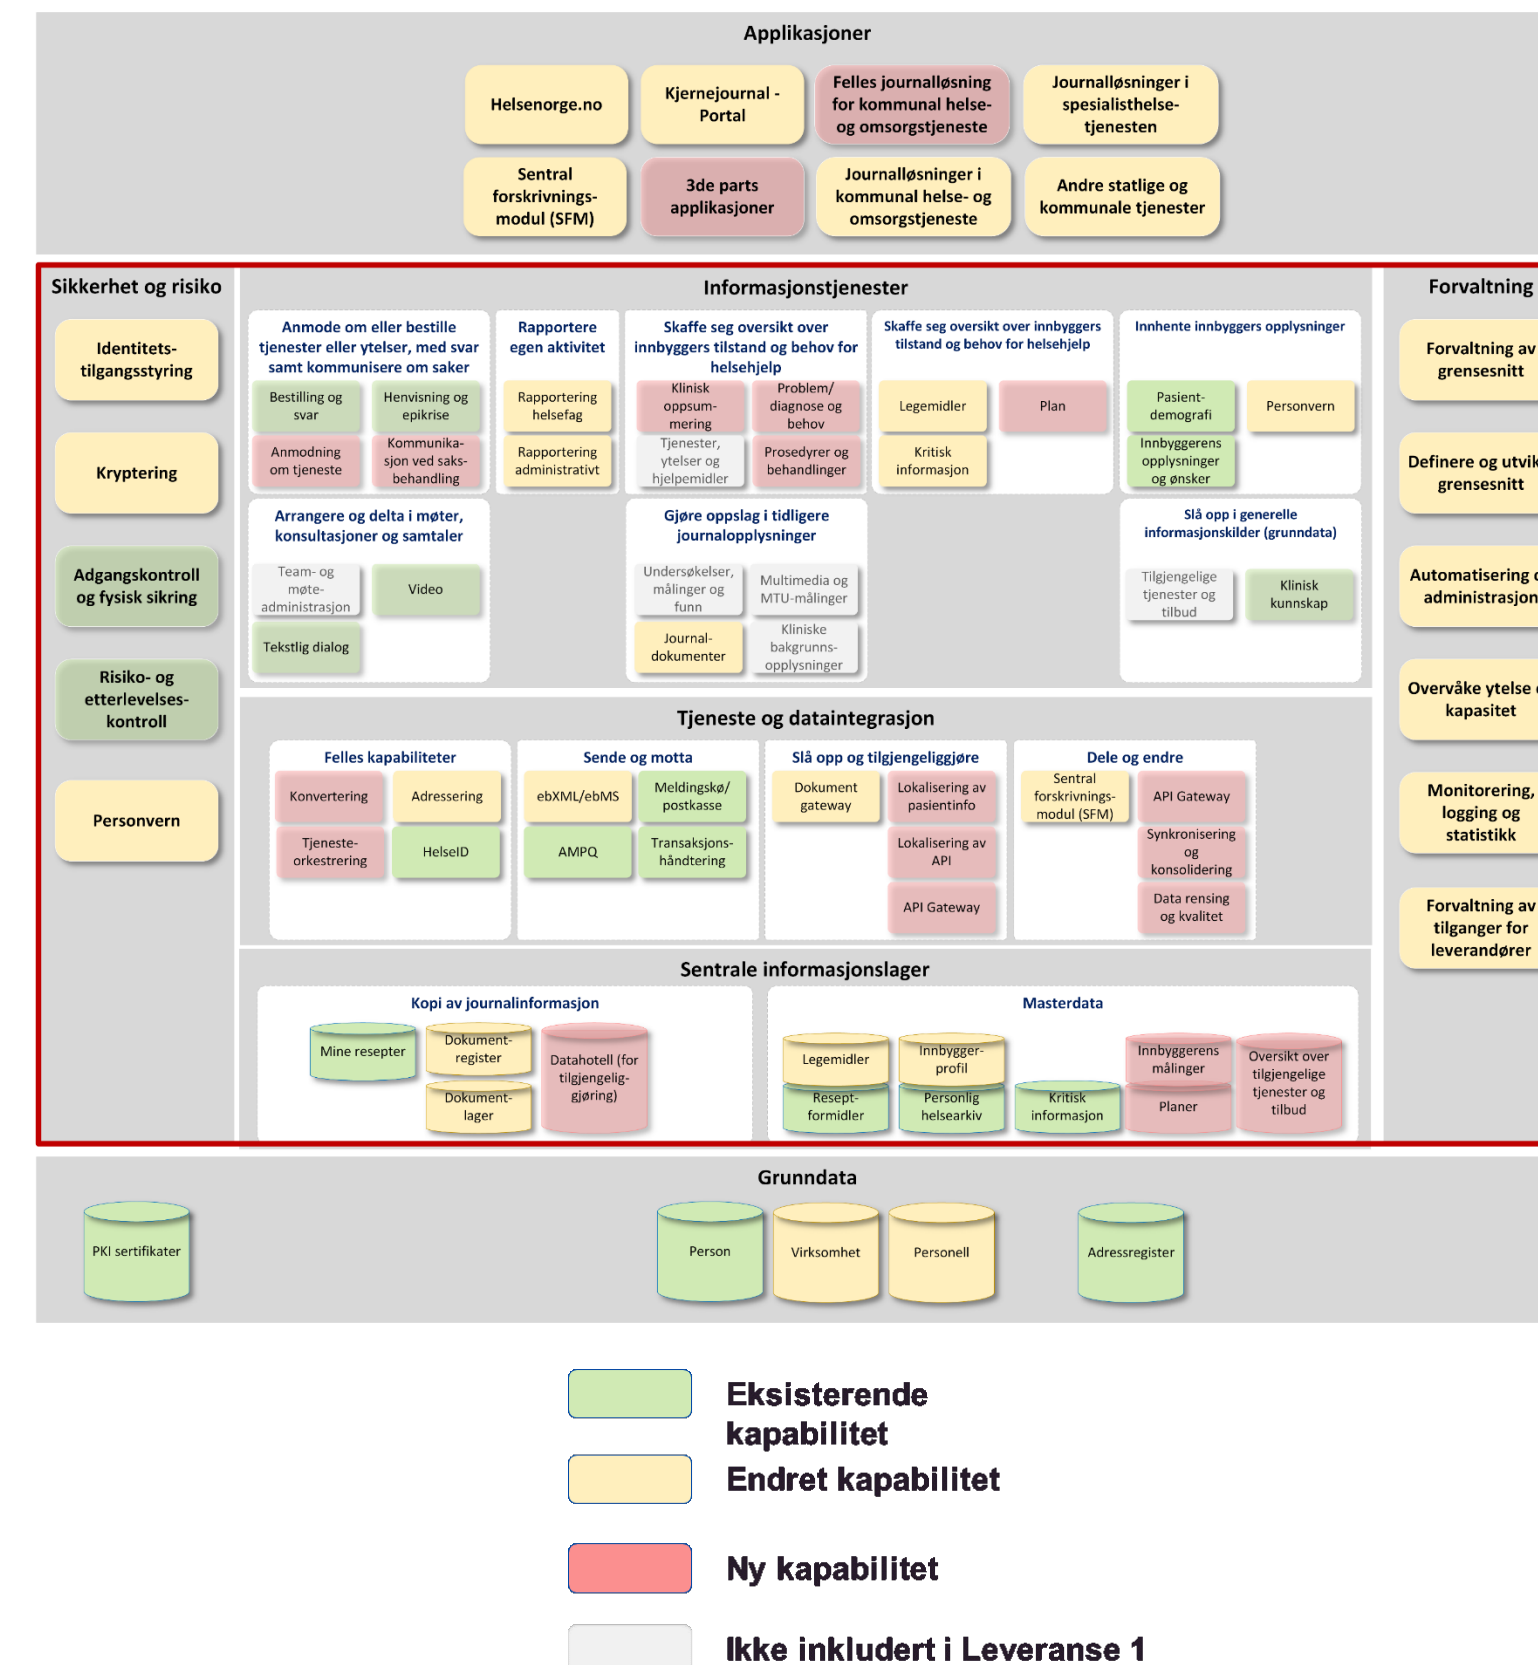 Applikasjoner
Helsenorge.no
Kjernejournal -
Portal
Felles journalløsning
for kommunal helse-
og omsorgstjeneste
Journalløsninger i
spesialisthelse-
tjenesten
Sentral
forskrivnings-
modul (SFM)
3de parts
applikasjoner
Journalløsninger i
kommunal helse- og
omsorgstjeneste
Andre statlige og
kommunale tjenester
Sikkerhet og risiko
Identitets-
tilgangsstyring
Kryptering
Adgangskontroll
og fysisk sikring
Risiko- og
etterlevelses-
kontroll
Personvern
Informasjonstjenester
Anmode om eller bestille
tjenester eller ytelser, med svar
samt kommunisere om saker
Bestilling og
svar
Henvisning og
epikrise
Anmodning
om tjeneste
Kommunika-
sjon ved saks-
behandling
Rapportere
egen aktivitet
Rapportering
helsefag
Rapportering
administrativt
Skaffe seg oversikt over
innbyggers tilstand og behov for
helsehjelp
Klinisk
oppsum-
mering
Problem/
diagnose og
behov
Tjenester,
ytelser og
hjelpemidler
Prosedyrer og
behandlinger
Skaffe seg oversikt over innbyggers
tilstand og behov for helsehjelp
Legemidler
Plan
Kritisk
informasjon
Innhente innbyggers opplysninger
Pasient-
demografi
Personvern
Innbyggerens
opplysninger
og ønsker
Arrangere og delta i møter,
konsultasjoner og samtaler
Team- og
møte-
administrasjon
Video
Tekstlig dialog
Gjøre oppslag i tidligere
journalopplysninger
Undersøkelser,
målinger og
funn
Multimedia og
MTU-målinger
Journal-
dokumenter
Kliniske
bakgrunns-
opplysninger
Slå opp i generelle
informasjonskilder (grunndata)
Tilgjengelige
tjenester og
tilbud
Klinisk
kunnskap
Tjeneste og dataintegrasjon
Felles kapabiliteter
Konvertering
Adressering
Tjeneste-
orkestrering
HelseID
Sende og motta
ebXML/ebMS
Meldingskø/
postkasse
AMPQ
Transaksjons-
håndtering
Slå opp og tilgjengeliggjøre
Dokument
gateway
Lokalisering av
pasientinfo
Lokalisering av
API
API Gateway
Dele og endre
Sentral
forskrivnings-
modul (SFM)
API Gateway
Synkronisering
og
konsolidering
Data rensing
og kvalitet
Sentrale informasjonslager
Kopi av journalinformasjon
Mine resepter
Dokument-
register
Dokument-
lager
Datahotell (for
tilgjengelig-
gjøring)
Masterdata
Legemidler
Innbygger-
profil
Resept-
formidler
Personlig
helsearkiv
Kritisk
informasjon
Innbyggerens
målinger
Planer
Oversikt over
tilgjengelige
tjenester og
tilbud
Forvaltning
Forvaltning av
grensesnitt
Definere og utvik
grensesnitt
Automatisering
administrasjon
Overvåke ytelse
kapasitet
Monitorering,
logging og
statistikk
Forvaltning av
tilganger for
leverandører
Grunndata
PKI sertifikater
Person
Virksomhet
Personell
Adressregister
Eksisterende
kapabilitet
Endret kapabilitet
Ny kapabilitet
Ikke inkludert i Leveranse 1